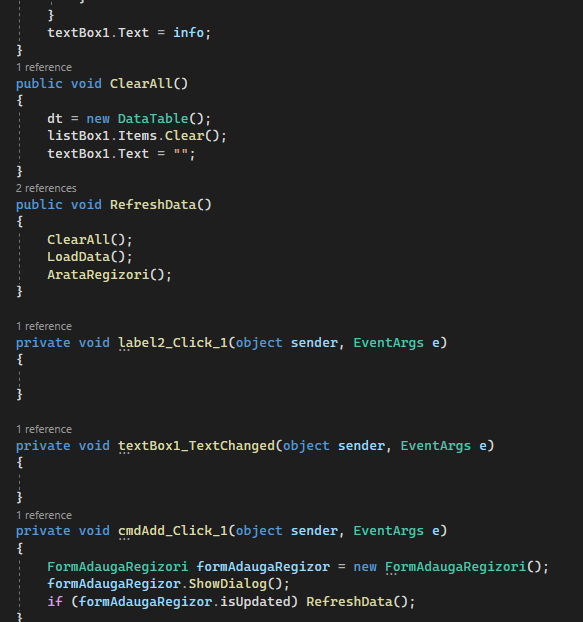 }
textBox1.Text = info;
}
1 reference
public void ClearAll()
{
dt = new DataTable();
listBox1.Items.Clear();
textBox1.Text = "";
}
2 references
public void RefreshData()
{
ClearAll();
LoadData();
ArataRegizori();
}
1 reference
private void label2_Click_1(object sender, EventArgs e)
{
}
1 reference
private void textBox1_TextChanged(object sender, EventArgs e)
{
}
1 reference
private void cmdAdd_Click_1(object sender, EventArgs e)
{
FormAdaugaRegizori formAdaugaRegizor = new FormAdaugaRegizori();
formAdaugaRegizor.ShowDialog();
if (formAdaugaRegizor.isUpdated) RefreshData();
}